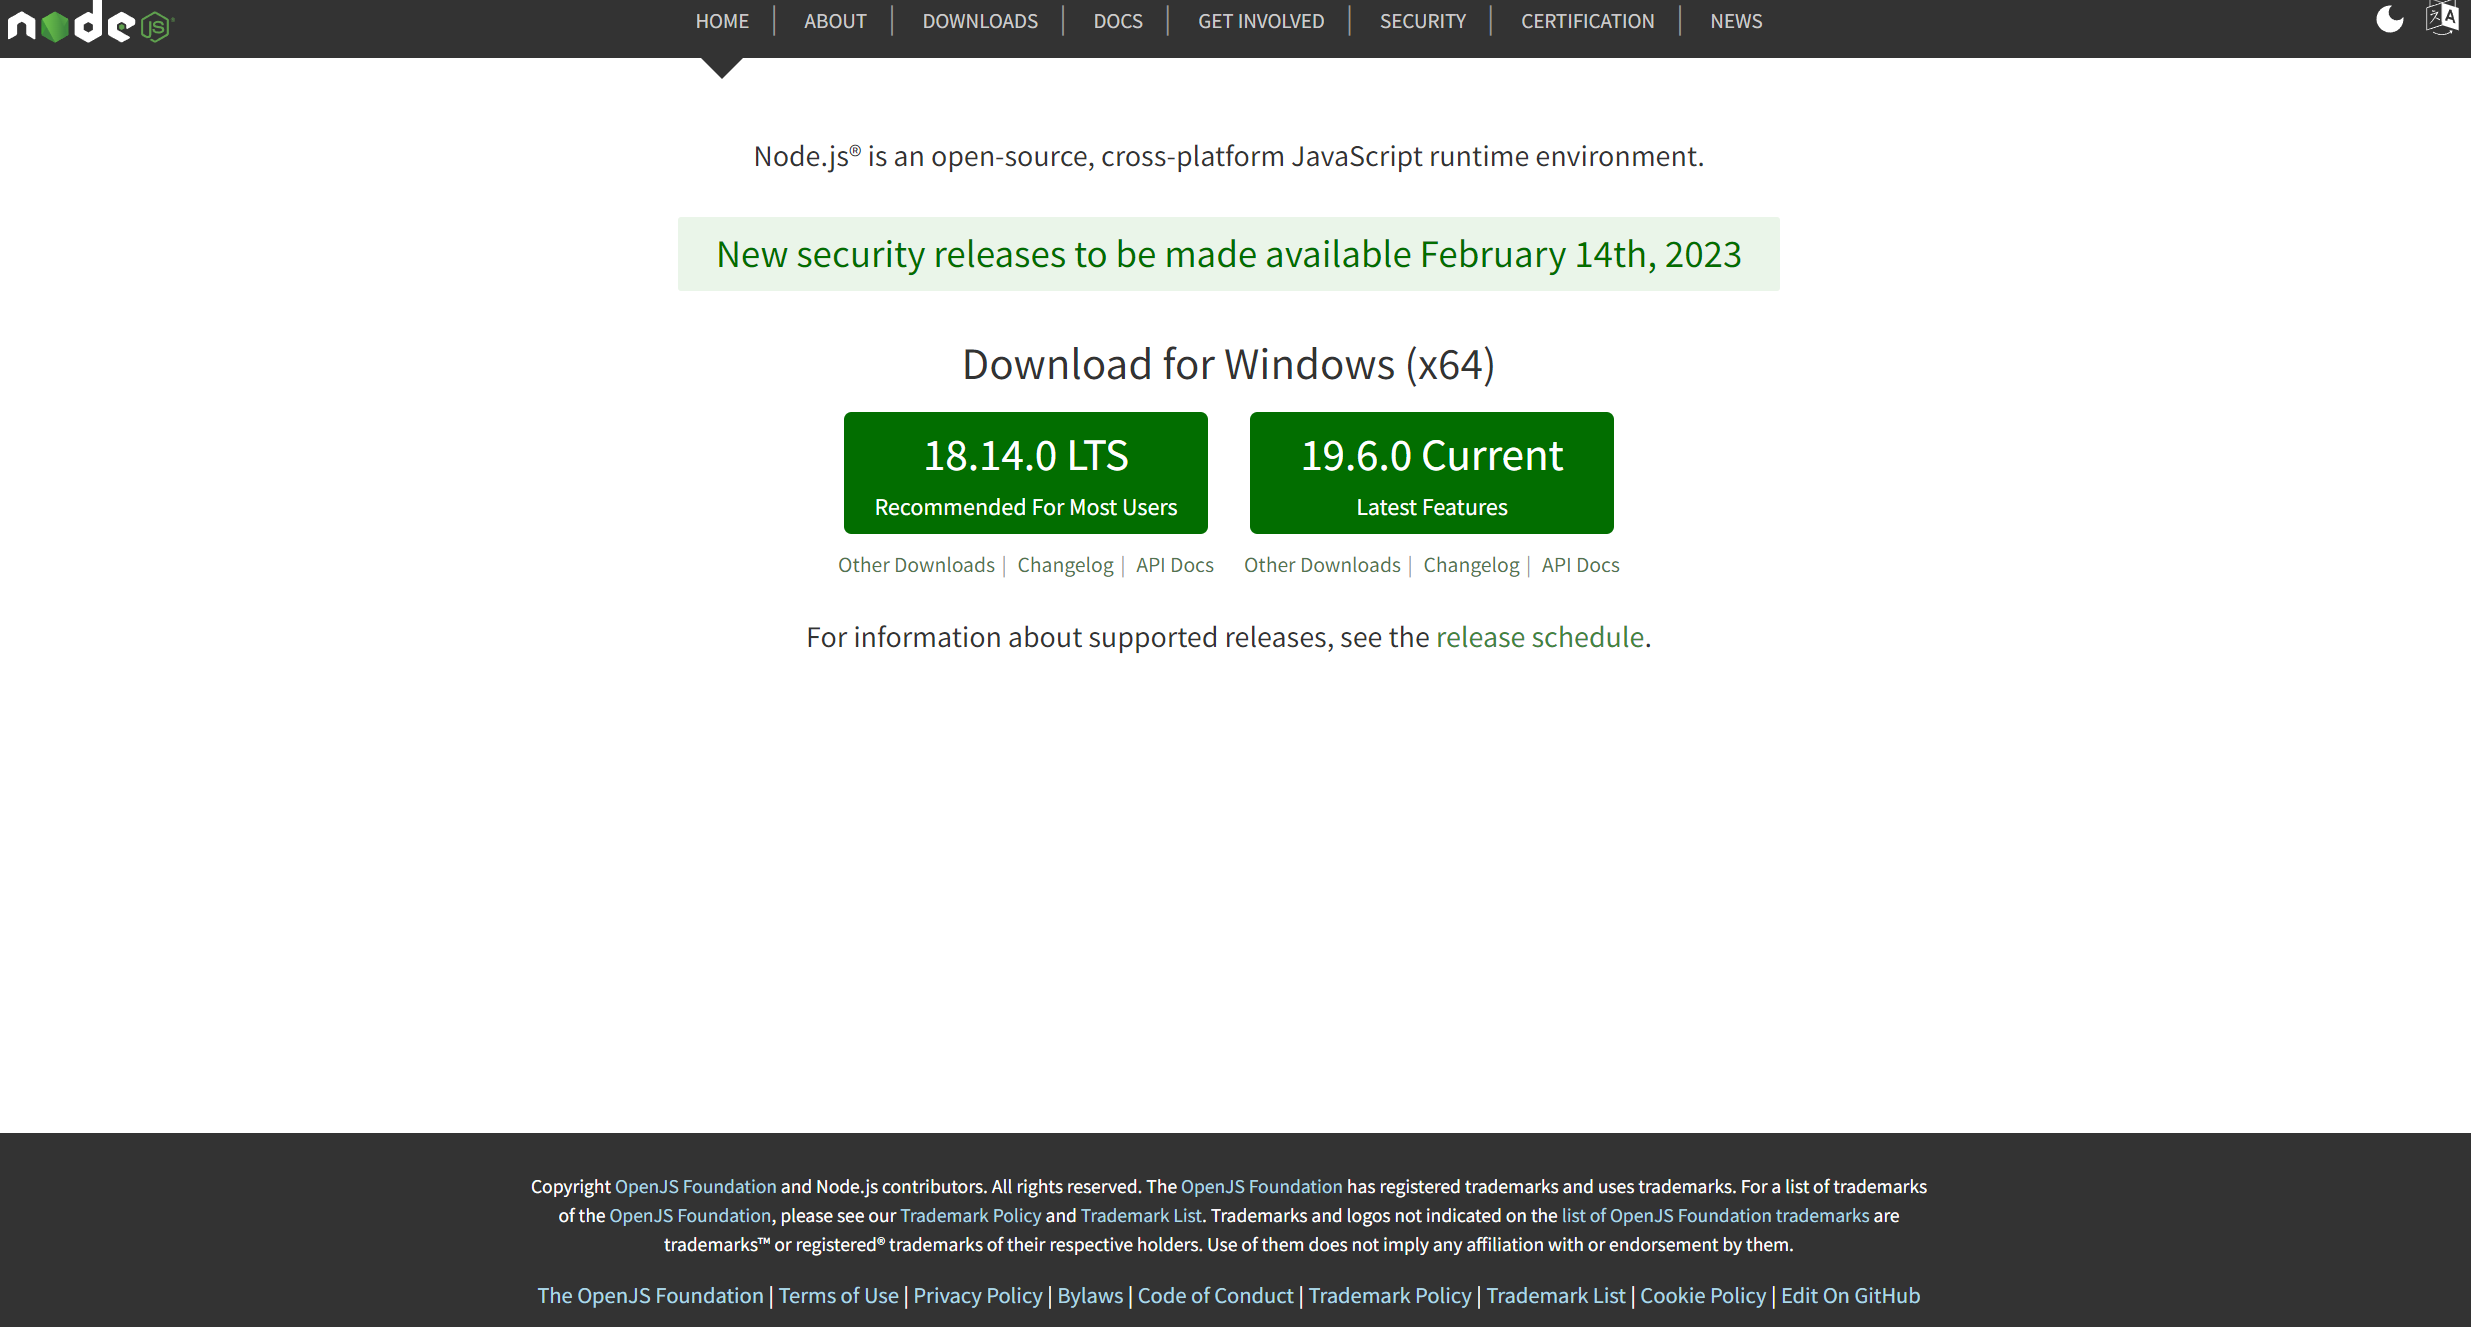 node JS
HOME | ABOUT | DOWNLOADS | DOCS | GET INVOLVED | SECURITY | CERTIFICATION | NEWS
Node.js® is an open-source, cross-platform JavaScript runtime environment.
New security releases to be made available February 14th, 2023
Download for Windows (x64)
18.14.0 LTS
Recommended For Most Users
19.6.0 Current
Latest Features
Other Downloads | Changelog | API Docs
Other Downloads | Changelog | API Docs
For information about supported releases, see the release schedule.
Copyright OpenJS Foundation and Node.js contributors. All rights reserved. The OpenJS Foundation has registered trademarks and uses trademarks. For a list of trademarks
of the OpenJS Foundation, please see our Trademark Policy and Trademark List. Trademarks and logos not indicated on the list of OpenJS Foundation trademarks are
trademarks™ or registered® trademarks of their respective holders. Use of them does not imply any affiliation with or endorsement by them.
The OpenJS Foundation | Terms of Use | Privacy Policy | Bylaws | Code of Conduct | Trademark Policy | Trademark List | Cookie Policy | Edit On GitHub